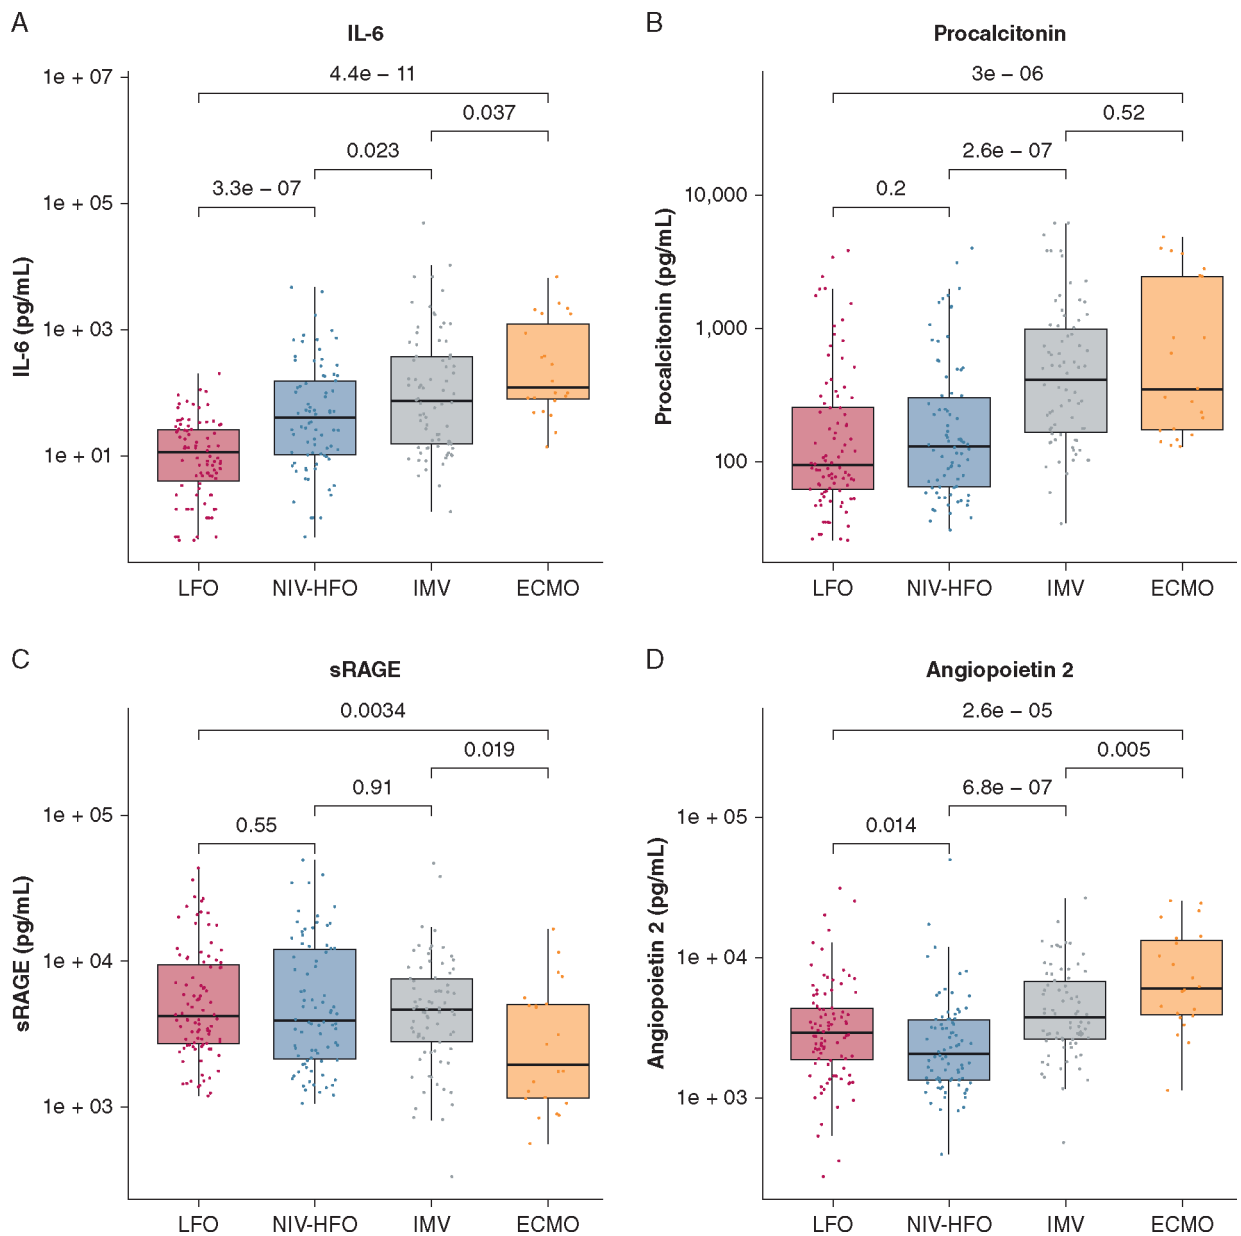 A
IL-6
1e + 07
1e + 05
1e + 03
1e + 01
IL-6 (pg/mL)
4.4e – 11
0.037
0.023
3.3e – 07
LFO NIV-HFO IMV ECMO
B
Procalcitonin
10,000
1,000
100
Procalcitonin (pg/mL)
3e – 06
0.52
2.6e – 07
0.2
LFO NIV-HFO IMV ECMO
C
sRAGE
1e + 05
1e + 04
1e + 03
sRAGE (pg/mL)
0.0034
0.019
0.91
0.55
LFO NIV-HFO IMV ECMO
D
Angiopoietin 2
1e + 05
1e + 04
1e + 03
Angiopoietin 2 (pg/mL)
2.6e – 05
0.005
6.8e – 07
0.014
LFO NIV-HFO IMV ECMO